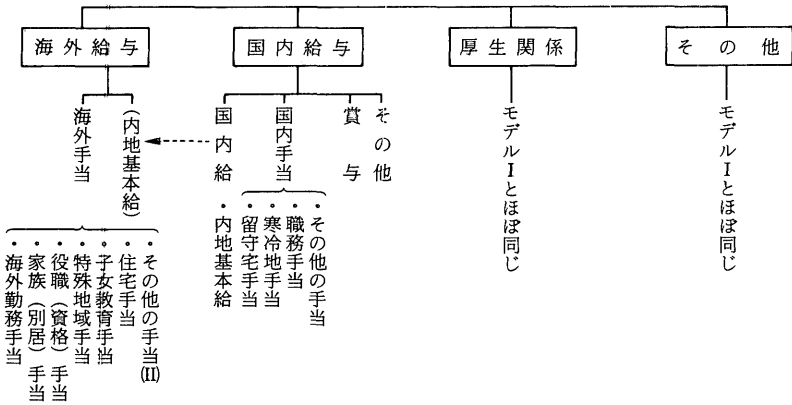 海外給与
国内給与
厚生関係
その他
海外手当
(内地基本給)
国内給
国内手当
賞与
その他
モデルIとほぼ同じ
モデルIとほぼ同じ
・海外勤務手当
・家族(別居)手当
・役職(資格)手当
・特殊地域手当
・子女教育手当
・住宅手当
・その他の手当(II)
・内地基本給
・留守宅手当
・寒冷地手当
・職務手当
・その他の手当